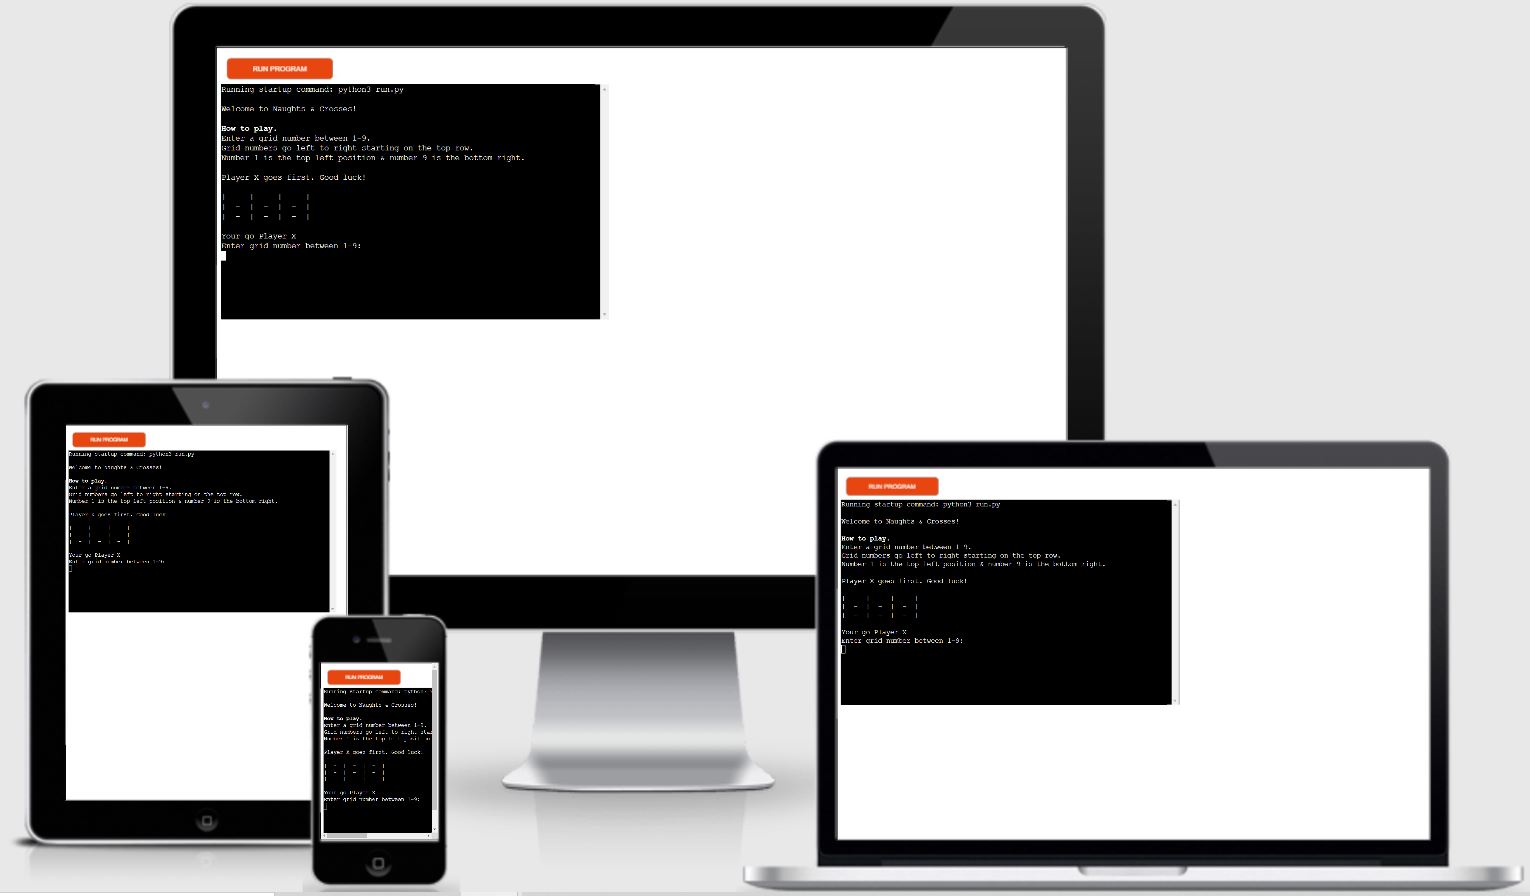 RUN PROGRAM
Running startup command: python3 run.py
Welcome to Naughts & Crosses!
How to play.
Enter a grid number between 1-9.
Grid numbers go left to right starting on the top row.
Number 1 is the top left position & number 9 is the bottom right.
Player X goes first. Good luck!
| - | - | - |
| - | - | - |
Your go Player X
Enter grid number between 1-9:
RUN PROGRAM
Running startup command: python3 run.py
Welcome to Naughts & Crosses!
How to play.
Enter a grid number between 1-9.
Grid numbers go left to right starting on the top row.
Number 1 is the top left position & number 9 is the bottom right.
Player X goes first. Good luck!
Your go Player X
Enter grid number between 1-9:
RUN PROGRAM
Running startup command: python3 run.py
Welcome to Naughts & Crosses!
How to play.
Enter a grid number between 1-9.
Grid numbers go left to right starting on the top row.
Number 1 is the top left position & number 9 is the bottom right.
Player X goes first. Good luck!
| - | - | - |
Your go Player X
Enter grid number between 1-9:
RUN PROGRAM
Running startup command:
Welcome to Naughts & Crosses!
How to play.
Enter a grid number between 1-9.
Grid numbers go left to right
Number 1 is the top left position
Player X goes first. Good luck!
| - | - | - |
| - | - | - |
Your go Player X
Enter grid number between 1-9: